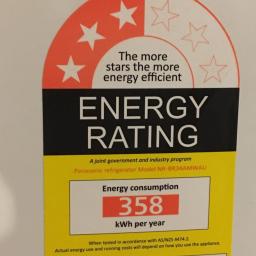 The more
stars the more
energy efficient
ENERGY
RATING
A joint government and industry program
Panasonic refrigerator Model NR-BR346MWAU
Energy consumption
358
kWh per year
When tested in accordance with AS/NZS 4474.2.
Actual energy use and running costs will depend on how you use the appliance.